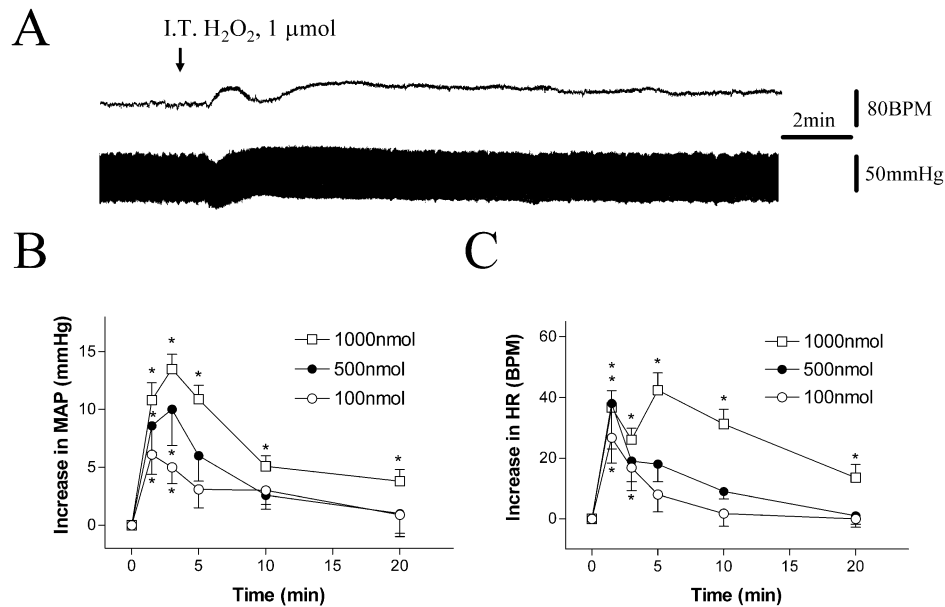 A
I.T. H₂O₂, 1 μmol
80BPM
2min
50mmHg
B
Increase in MAP (mmHg)
15
10
5
0
1000nmol
500nmol
100nmol
* * * * *
* *
* *
0 5 10 15 20
Time (min)
C
Increase in HR (BPM)
60
40
20
0
1000nmol
500nmol
100nmol
* * * * *
*
* *
0 5 10 15 20
Time (min)